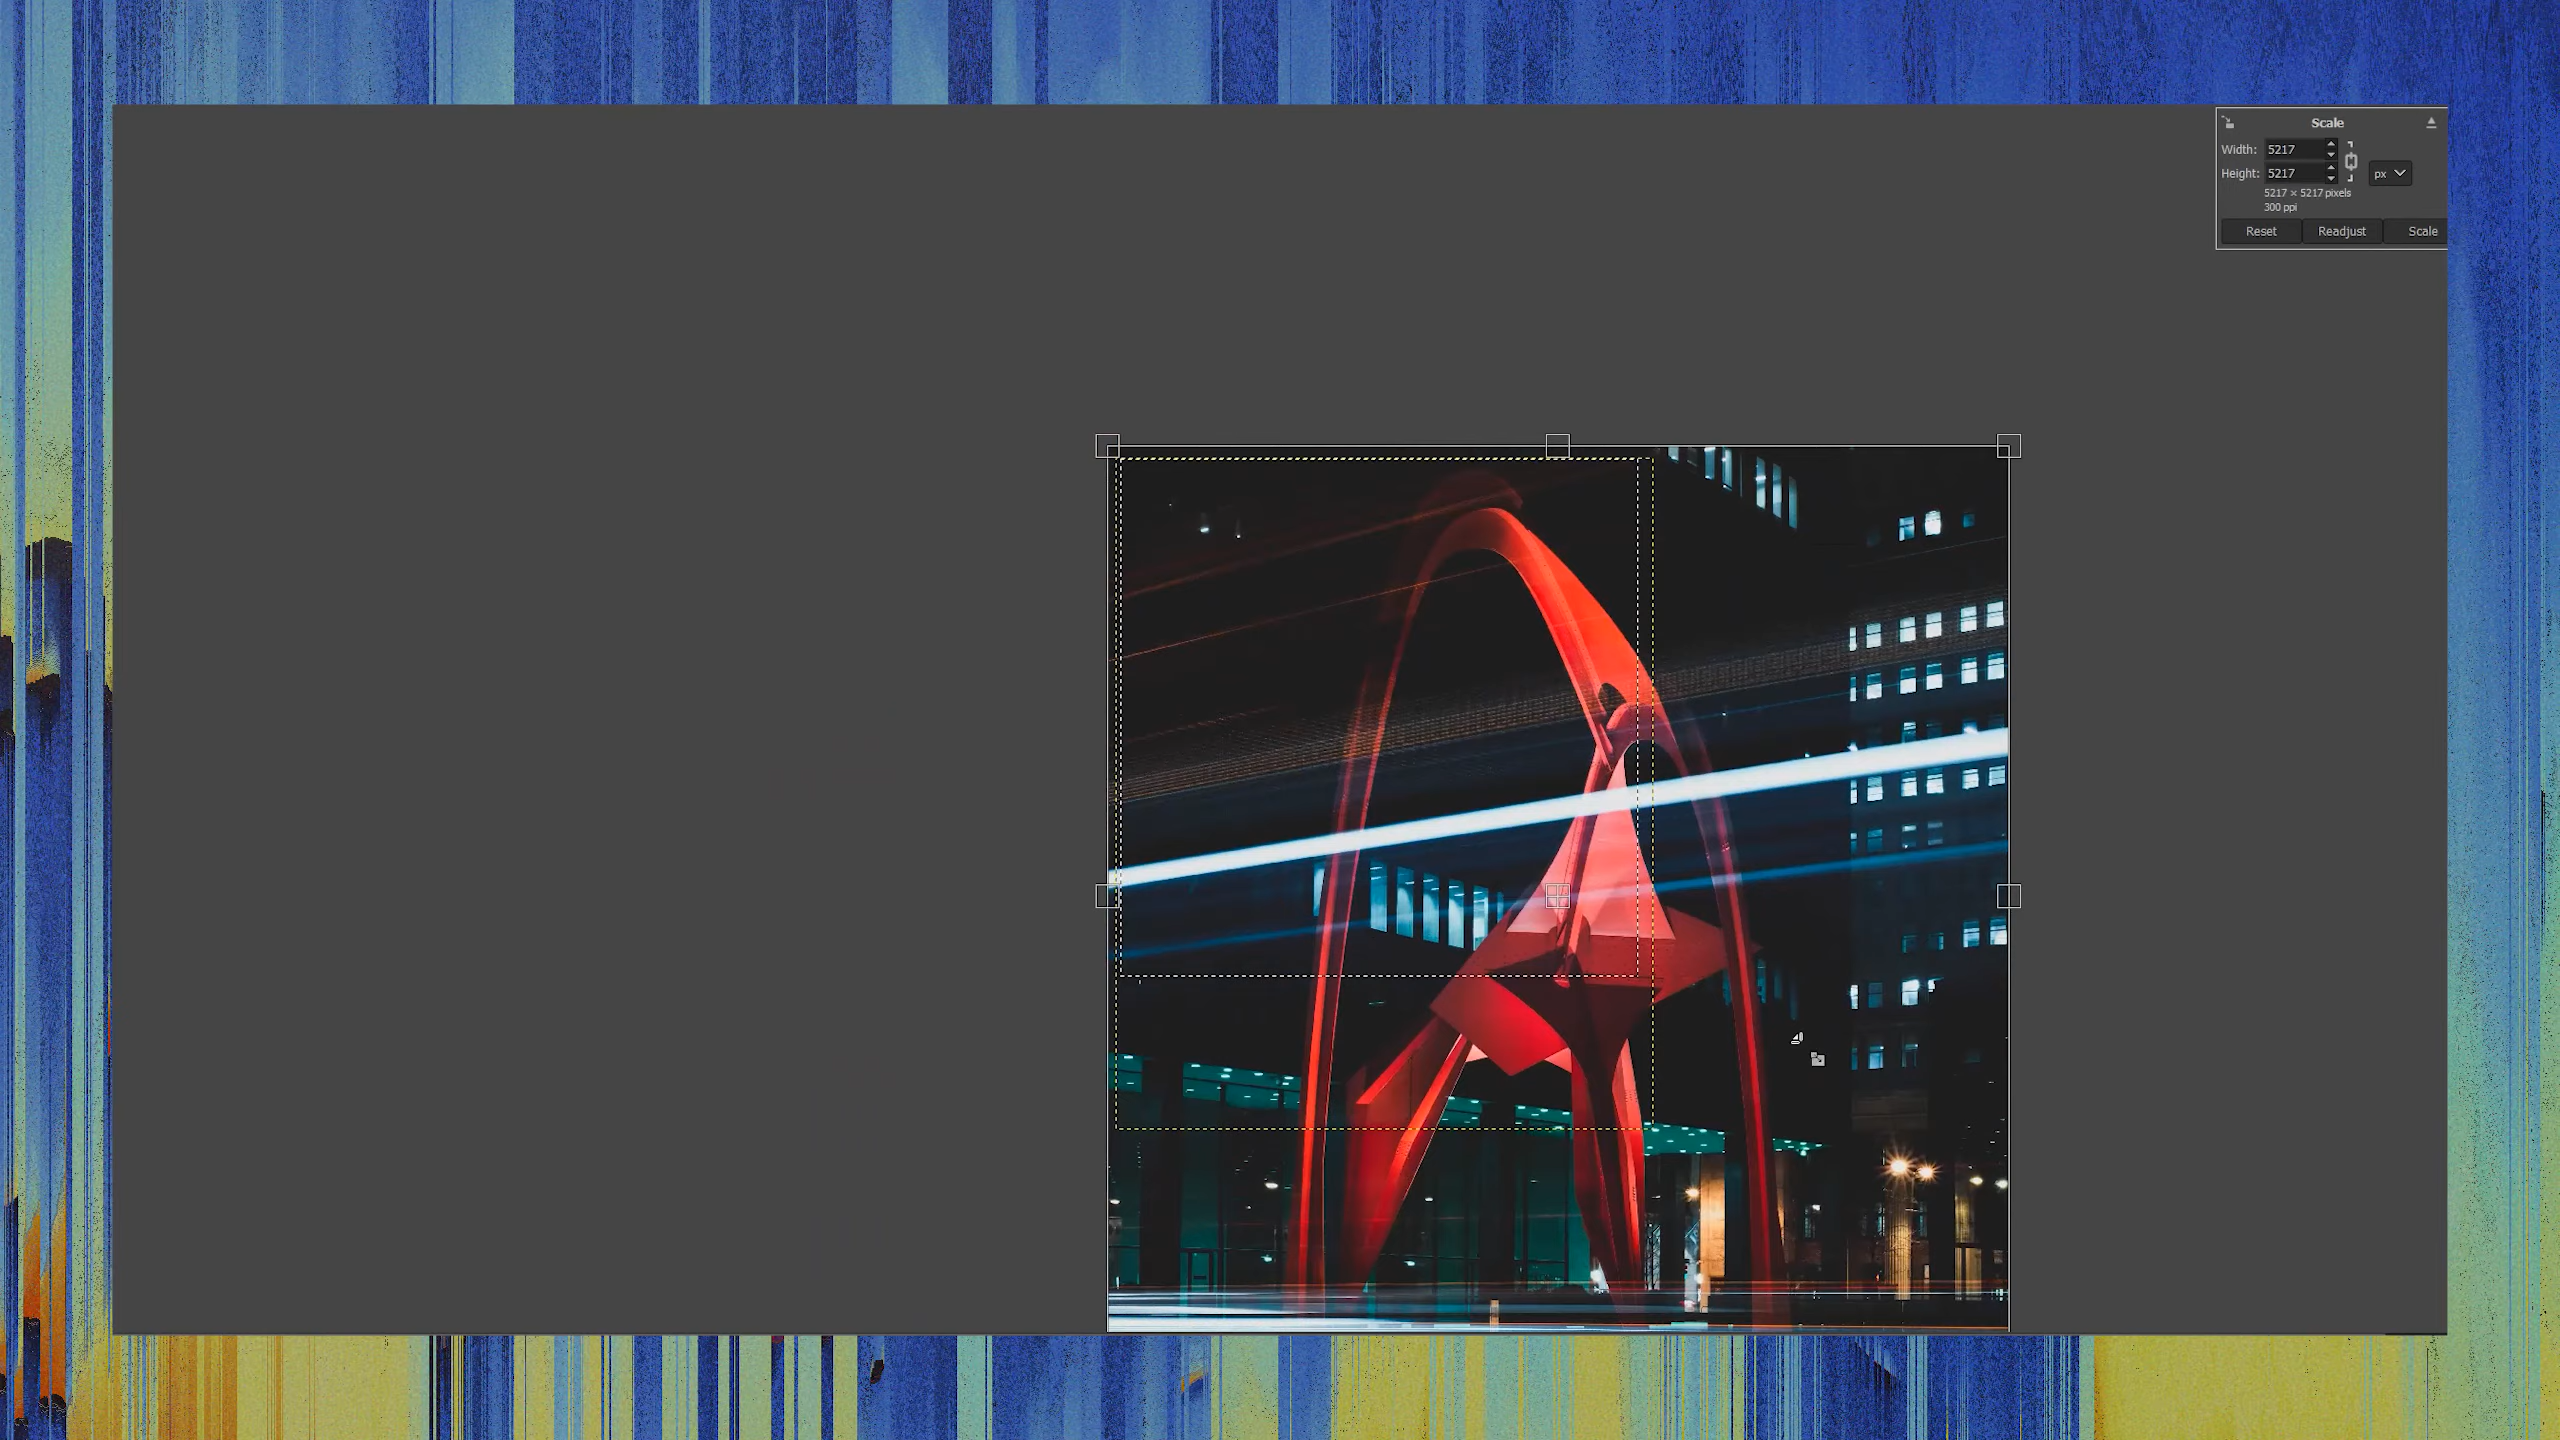 Scale
Width: 5217
Height: 5217
px
5217 × 5217 pixels
300 ppi
Reset Readjust Scale